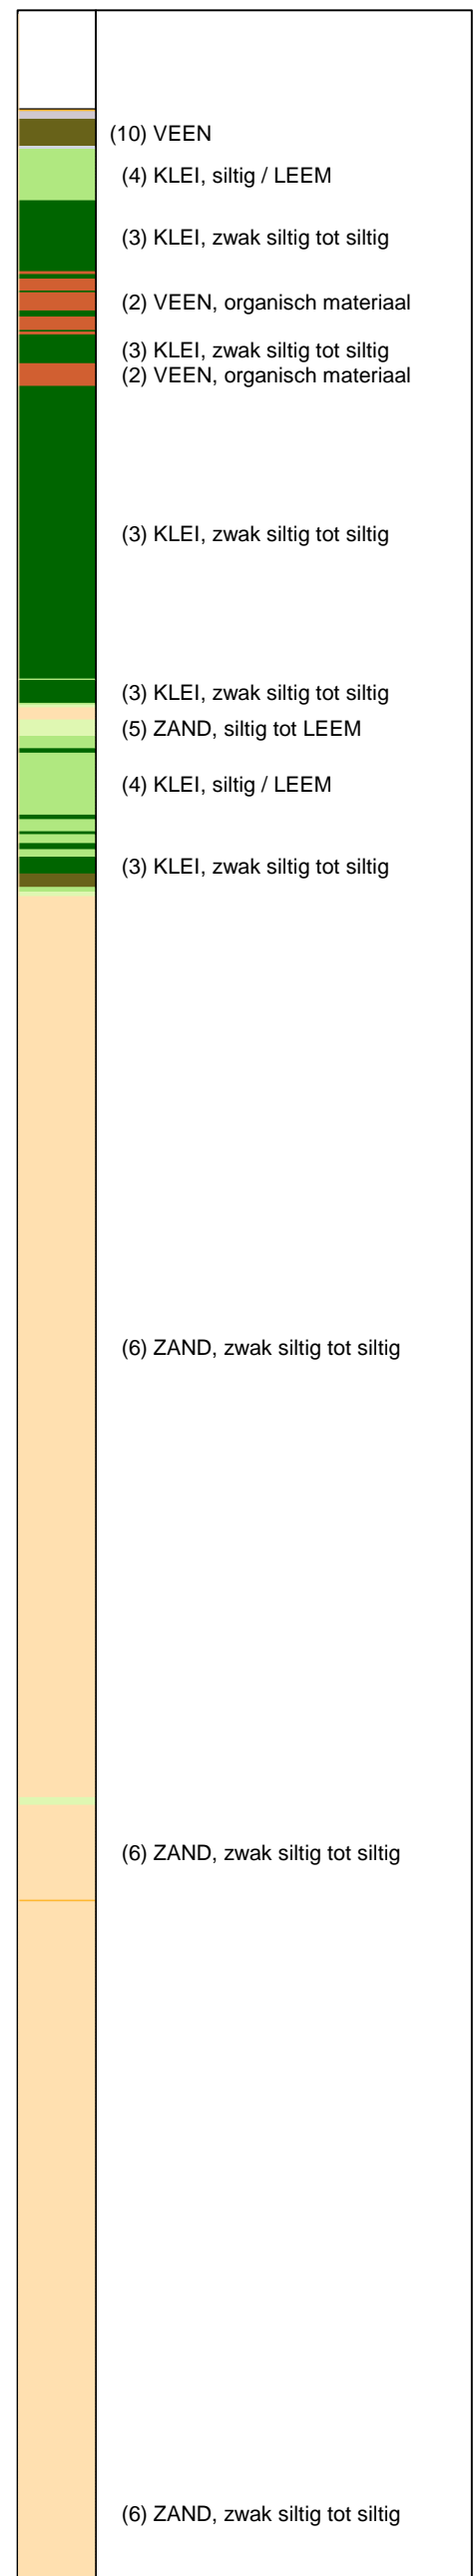 (10) VEEN
(4) KLEI, siltig / LEEM
(3) KLEI, zwak siltig tot siltig
(2) VEEN, organisch materiaal
(3) KLEI, zwak siltig tot siltig
(2) VEEN, organisch materiaal
(3) KLEI, zwak siltig tot siltig
(3) KLEI, zwak siltig tot siltig
(5) ZAND, siltig tot LEEM
(4) KLEI, siltig / LEEM
(3) KLEI, zwak siltig tot siltig
(6) ZAND, zwak siltig tot siltig
(6) ZAND, zwak siltig tot siltig
(6) ZAND, zwak siltig tot siltig